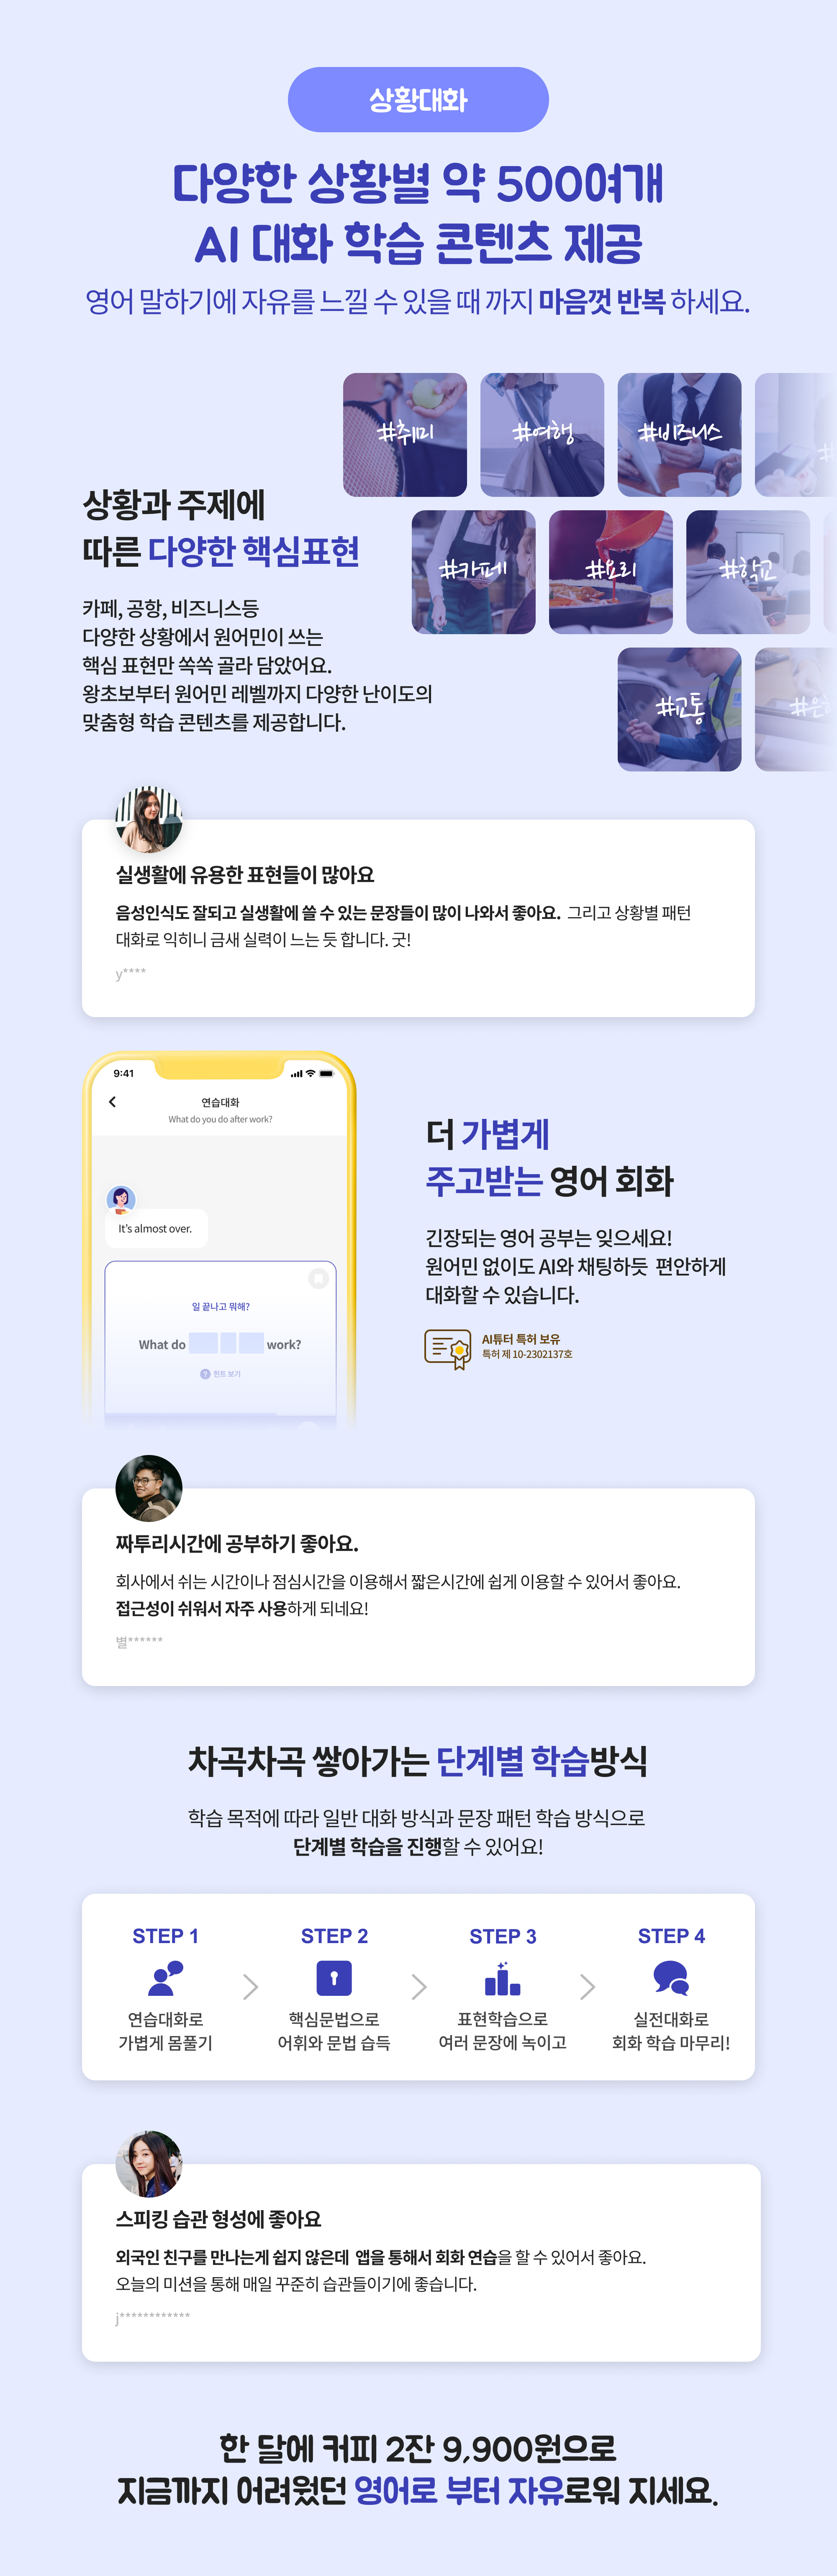 상황대화
다양한 상황별 약 500여개
AI 대화 학습 콘텐츠 제공
영어 말하기에 자유를 느낄 수 있을 때 까지 마음껏 반복 하세요.
#취미 #여행 #비즈니스 #
상황과 주제에
따른 다양한 핵심표현
#카페 #요리 #학교
카페, 공항, 비즈니스등
다양한 상황에서 원어민이 쓰는
핵심 표현만 쏙쏙 골라 담았어요.
왕초보부터 원어민 레벨까지 다양한 난이도의
맞춤형 학습 콘텐츠를 제공합니다.
#교통
실생활에 유용한 표현들이 많아요
음성인식도 잘되고 실생활에 쓸 수 있는 문장들이 많이 나와서 좋아요. 그리고 상황별 패턴
대화로 익히니 금새 실력이 느는 듯 합니다. 굿!
y****
9:41
연습대화
What do you do after work?
It's almost over.
일 끝나고 뭐해?
What do work?
? 힌트 보기
더 가볍게
주고받는 영어 회화
긴장되는 영어 공부는 잊으세요!
원어민 없이도 AI와 채팅하듯 편안하게
대화할 수 있습니다.
AI튜터 특허 보유
특허 제 10-2302137호
짜투리시간에 공부하기 좋아요.
회사에서 쉬는 시간이나 점심시간을 이용해서 짧은시간에 쉽게 이용할 수 있어서 좋아요.
접근성이 쉬워서 자주 사용하게 되네요!
별******
차곡차곡 쌓아가는 단계별 학습방식
학습 목적에 따라 일반 대화 방식과 문장 패턴 학습 방식으로
단계별 학습을 진행할 수 있어요!
STEP 1
연습대화로
가볍게 몸풀기
STEP 2
핵심문법으로
어휘와 문법 습득
STEP 3
표현학습으로
여러 문장에 녹이고
STEP 4
실전대화로
회화 학습 마무리!
스피킹 습관 형성에 좋아요
외국인 친구를 만나는게 쉽지 않은데 앱을 통해서 회화 연습을 할 수 있어서 좋아요.
오늘의 미션을 통해 매일 꾸준히 습관들이기에 좋습니다.
j************
한 달에 커피 2잔 9,900원으로
지금까지 어려웠던 영어로 부터 자유로워 지세요.